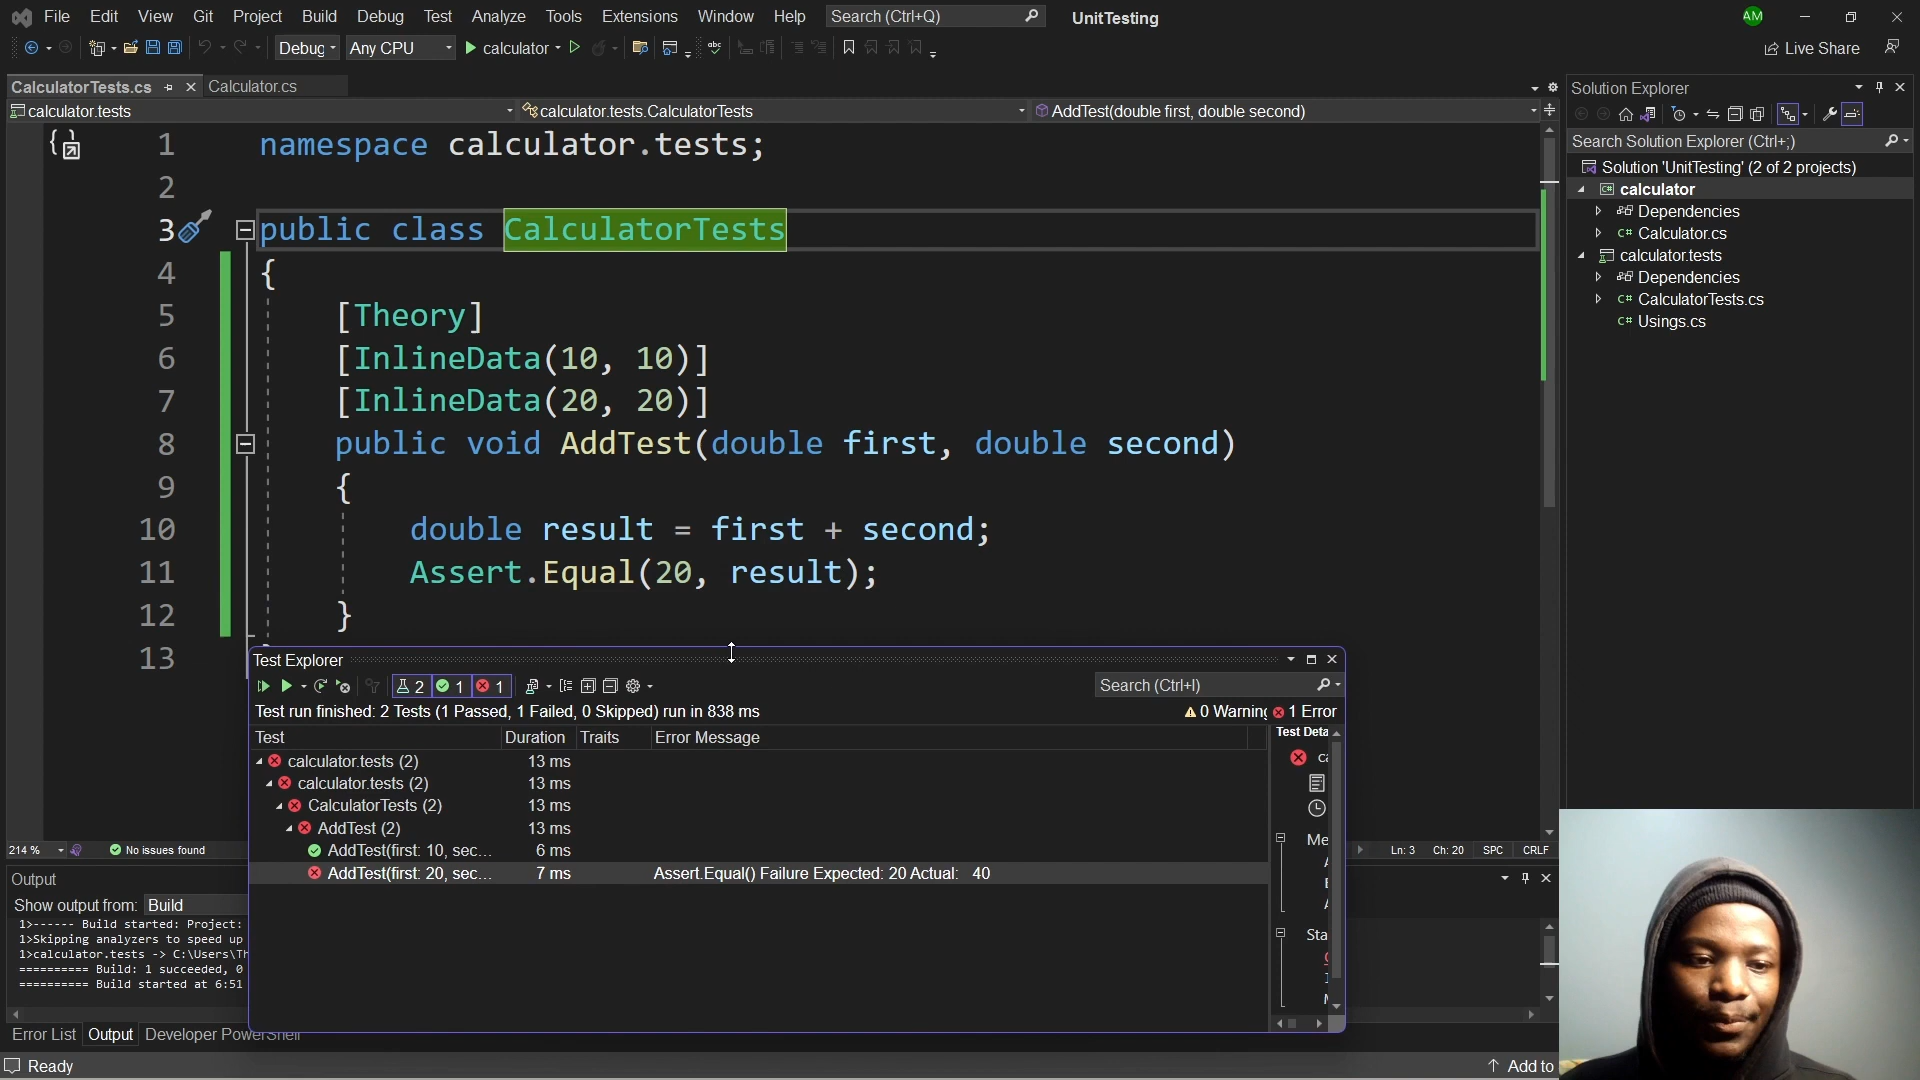 File Edit View Git Project Build Debug Test Analyze Tools Extensions Window Help Search (Ctrl+Q) UnitTesting AM
Debug Any CPU calculator Live Share
CalculatorTests.cs Calculator.cs
calculator.tests calculator.tests.CalculatorTests AddTest(double first, double second)
1 namespace calculator.tests;
2
3 public class CalculatorTests
4 {
5 [Theory]
6 [InlineData(10, 10)]
7 [InlineData(20, 20)]
8 public void AddTest(double first, double second)
9 {
10 double result = first + second;
11 Assert.Equal(20, result);
12 }
13
Solution Explorer
Search Solution Explorer (Ctrl+;)
Solution 'UnitTesting' (2 of 2 projects)
calculator
Dependencies
C# Calculator.cs
calculator.tests
Dependencies
C# CalculatorTests.cs
C# Usings.cs
Test Explorer
2 1 1 Search (Ctrl+I)
Test run finished: 2 Tests (1 Passed, 1 Failed, 0 Skipped) run in 838 ms 0 Warning 1 Error
Test Duration Traits Error Message
calculator.tests (2) 13 ms
calculator.tests (2) 13 ms
CalculatorTests (2) 13 ms
AddTest (2) 13 ms
AddTest(first: 10, sec... 6 ms
AddTest(first: 20, sec... 7 ms Assert.Equal() Failure Expected: 20 Actual: 40
Test Deta
Me
Sta
214 % No issues found Ln: 3 Ch: 20 SPC CRLF
Output
Show output from: Build
1>------ Build started: Project:
1>Skipping analyzers to speed up
1>calculator.tests -> C:\Users\Th
========== Build: 1 succeeded, 0
========== Build started at 6:51
Error List Output Developer PowerShell
Ready Add to